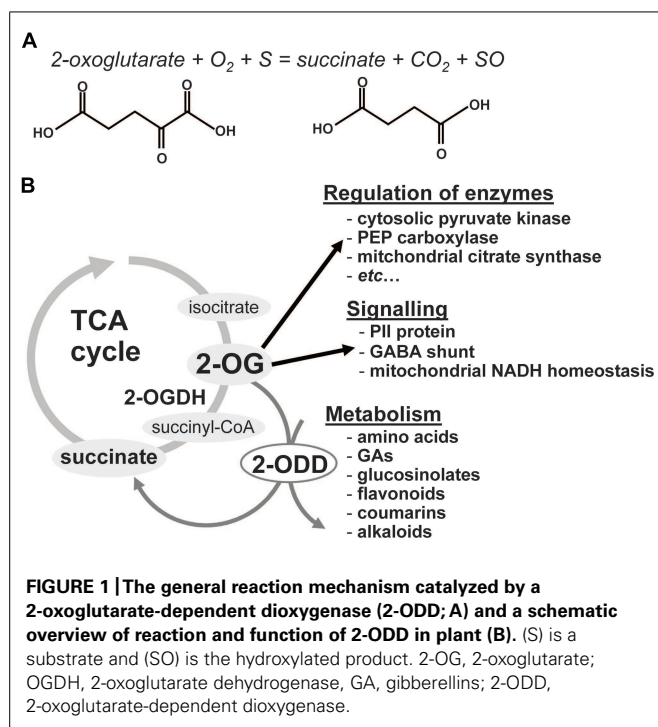 A
2-oxoglutarate + O₂ + S = succinate + CO₂ + SO
O O O
HO OH
O
O
HO OH
O
B
Regulation of enzymes
- cytosolic pyruvate kinase
- PEP carboxylase
- mitchondrial citrate synthase
- etc...
isocitrate
TCA
cycle
Signalling
- PII protein
- GABA shunt
- mitochondrial NADH homeostasis
2-OG
2-OGDH
succinyl-CoA
succinate
2-ODD
Metabolism
- amino acids
- GAs
- glucosinolates
- flavonoids
- coumarins
- alkaloids
FIGURE 1 | The general reaction mechanism catalyzed by a
2-oxoglutarate-dependent dioxygenase (2-ODD; A) and a schematic
overview of reaction and function of 2-ODD in plant (B). (S) is a
substrate and (SO) is the hydroxylated product. 2-OG, 2-oxoglutarate;
OGDH, 2-oxoglutarate dehydrogenase, GA, gibberellins; 2-ODD,
2-oxoglutarate-dependent dioxygenase.